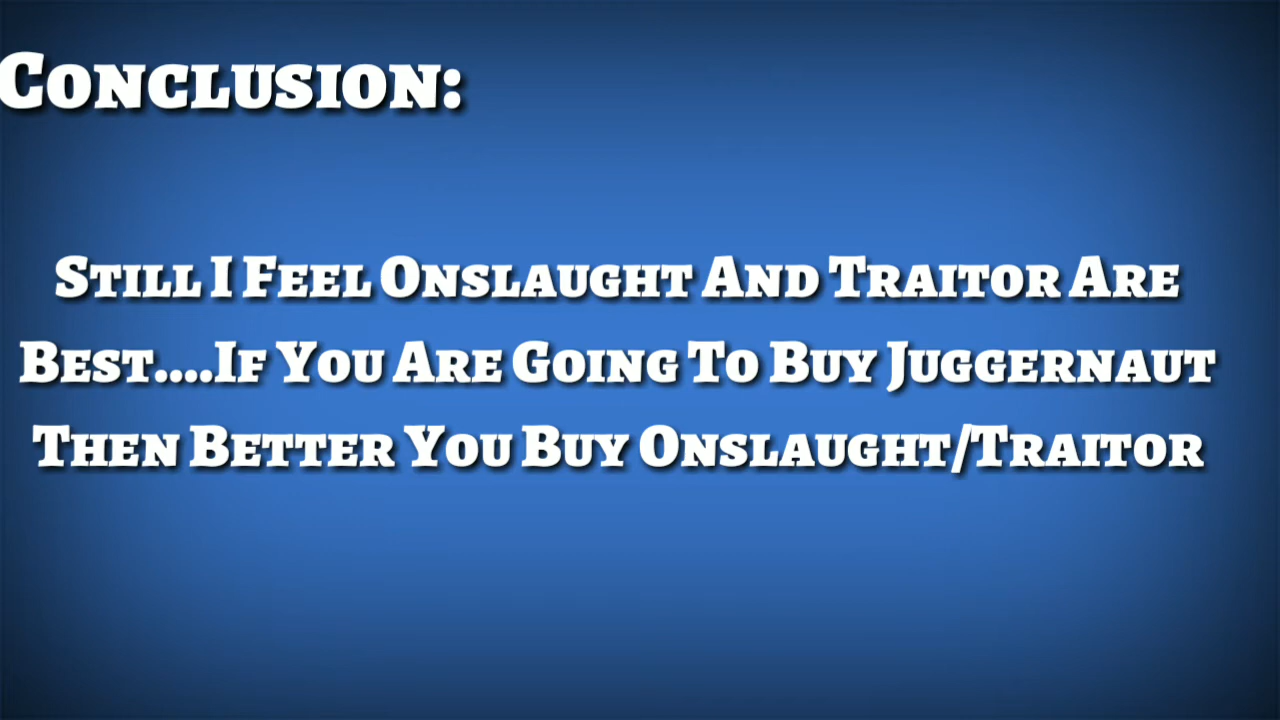 Conclusion:
Still I Feel Onslaught And Traitor Are
Best....If You Are Going To Buy Juggernaut
Then Better You Buy Onslaught/Traitor